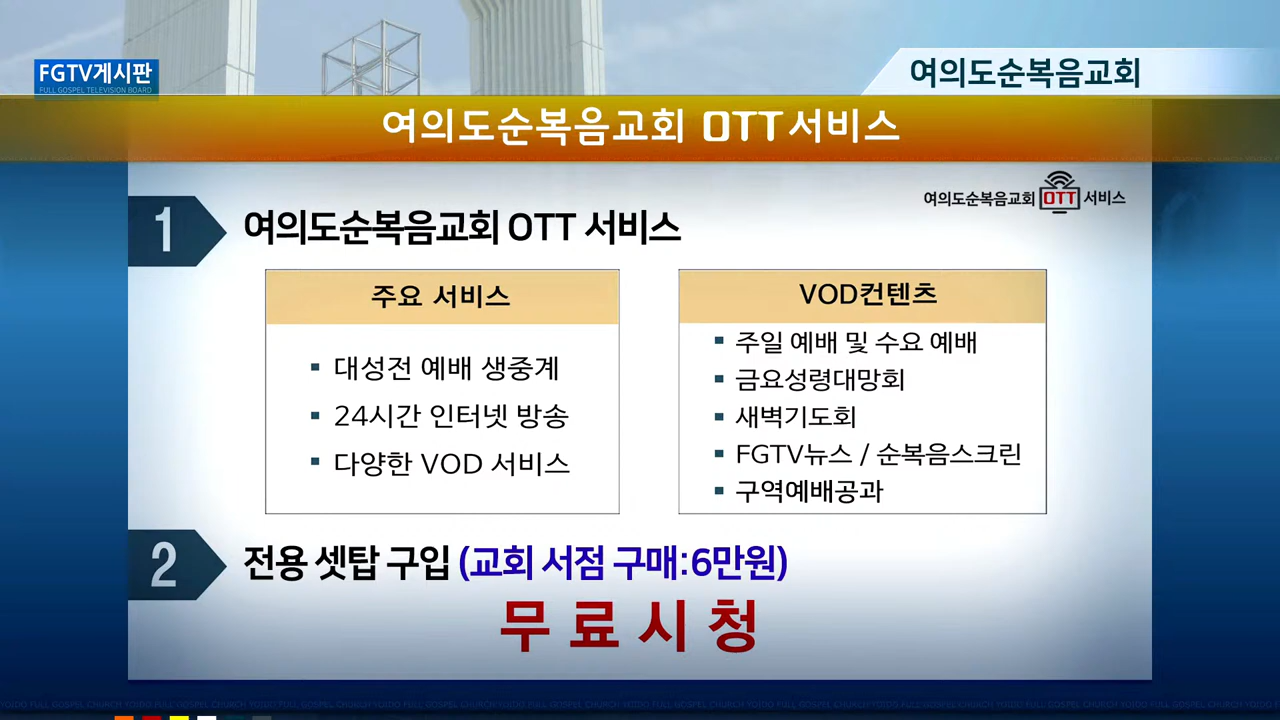 FGTV게시판
FULL GOSPEL TELEVISION BOARD
여의도순복음교회
여의도순복음교회 OTT서비스
여의도순복음교회 OTT 서비스
1
여의도순복음교회 OTT 서비스
주요 서비스
▪ 대성전 예배 생중계
▪ 24시간 인터넷 방송
▪ 다양한 VOD 서비스
VOD컨텐츠
▪ 주일 예배 및 수요 예배
▪ 금요성령대망회
▪ 새벽기도회
▪ FGTV뉴스 / 순복음스크린
▪ 구역예배공과
2
전용 셋탑 구입 (교회 서점 구매:6만원)
무료시청